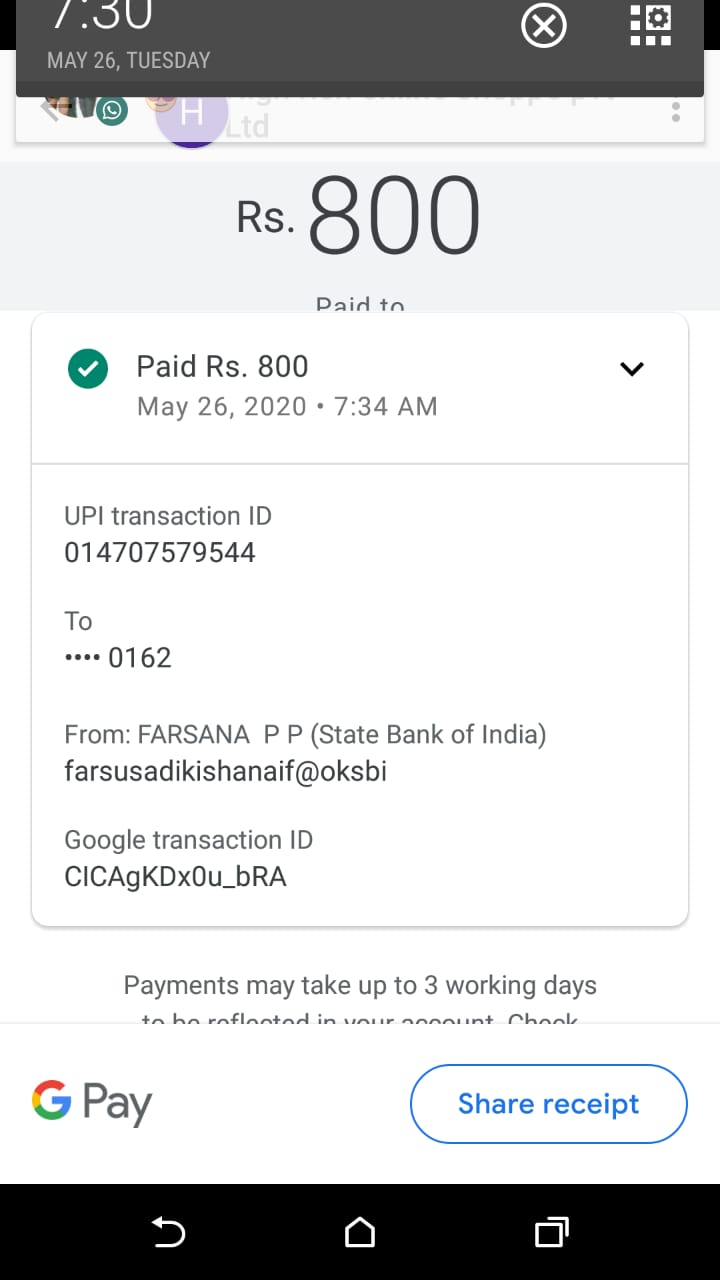 7:30
MAY 26, TUESDAY
H
Ltd
Rs. 800
Paid to
Paid Rs. 800
May 26, 2020 • 7:34 AM
UPI transaction ID
014707579544
To
•••• 0162
From: FARSANA P P (State Bank of India)
farsusadikishanaif@oksbi
Google transaction ID
CICAgKDx0u_bRA
Payments may take up to 3 working days
to be reflected in your account. Check
G Pay
Share receipt